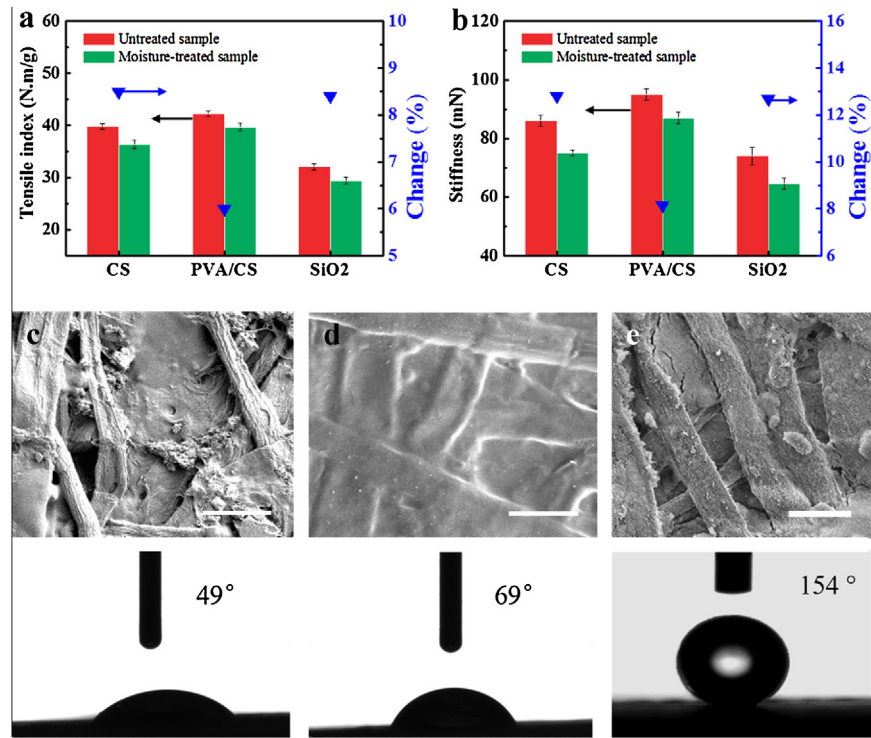 a
Tensile index (N.m/g)
60
50
40
30
20
Untreated sample
Moisture-treated sample
10
9
8
7
6
5
Change (%)
CS PVA/CS SiO2
b
Stiffness (mN)
120
100
80
60
40
Untreated sample
Moisture-treated sample
16
14
12
10
8
6
Change (%)
CS PVA/CS SiO2
c d e
49° 69° 154 °